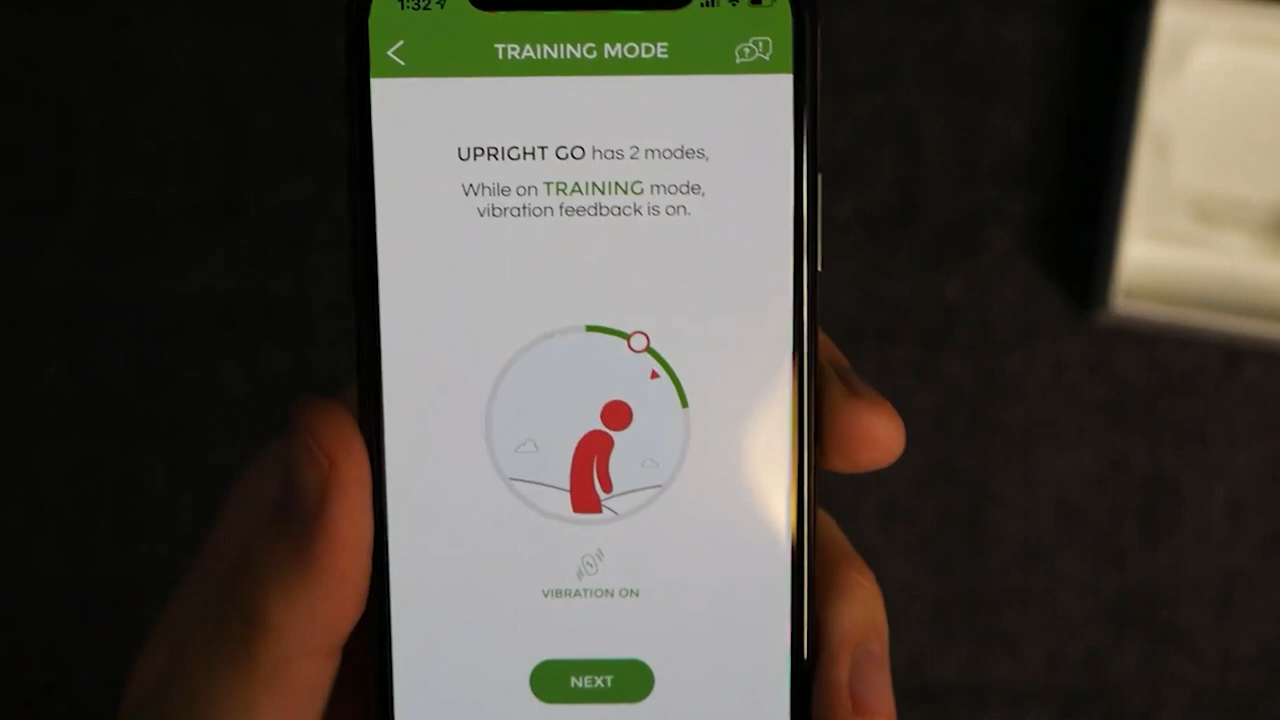 1:32
TRAINING MODE
UPRIGHT GO has 2 modes,
While on TRAINING mode,
vibration feedback is on.
VIBRATION ON
NEXT